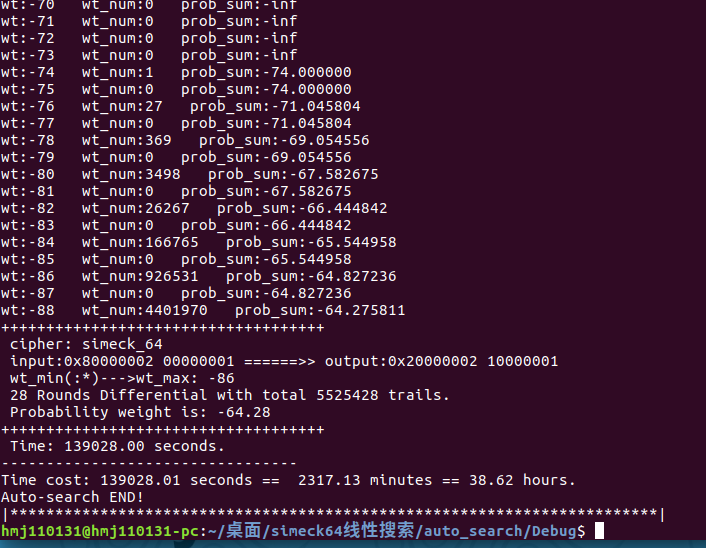 wt:-70   wt_num:0   prob_sum:-inf
wt:-71   wt_num:0   prob_sum:-inf
wt:-72   wt_num:0   prob_sum:-inf
wt:-73   wt_num:0   prob_sum:-inf
wt:-74   wt_num:1   prob_sum:-74.000000
wt:-75   wt_num:0   prob_sum:-74.000000
wt:-76   wt_num:27   prob_sum:-71.045804
wt:-77   wt_num:0   prob_sum:-71.045804
wt:-78   wt_num:369   prob_sum:-69.054556
wt:-79   wt_num:0   prob_sum:-69.054556
wt:-80   wt_num:3498   prob_sum:-67.582675
wt:-81   wt_num:0   prob_sum:-67.582675
wt:-82   wt_num:26267   prob_sum:-66.444842
wt:-83   wt_num:0   prob_sum:-66.444842
wt:-84   wt_num:166765   prob_sum:-65.544958
wt:-85   wt_num:0   prob_sum:-65.544958
wt:-86   wt_num:926531   prob_sum:-64.827236
wt:-87   wt_num:0   prob_sum:-64.827236
wt:-88   wt_num:4401970   prob_sum:-64.275811
++++++++++++++++++++++++++++++++++++
 cipher: simeck_64
 input:0x80000002 00000001 ======>> output:0x20000002 10000001
 wt_min(:*)--->wt_max: -86
 28 Rounds Differential with total 5525428 trails.
 Probability weight is: -64.28
++++++++++++++++++++++++++++++++++++
 Time: 139028.00 seconds.
---------------------------------
Time cost: 139028.01 seconds ==  2317.13 minutes == 38.62 hours.
Auto-search END!
|************************************************************************|
hmj110131@hmj110131-pc:~/桌面/simeck64线性搜索/auto_search/Debug$